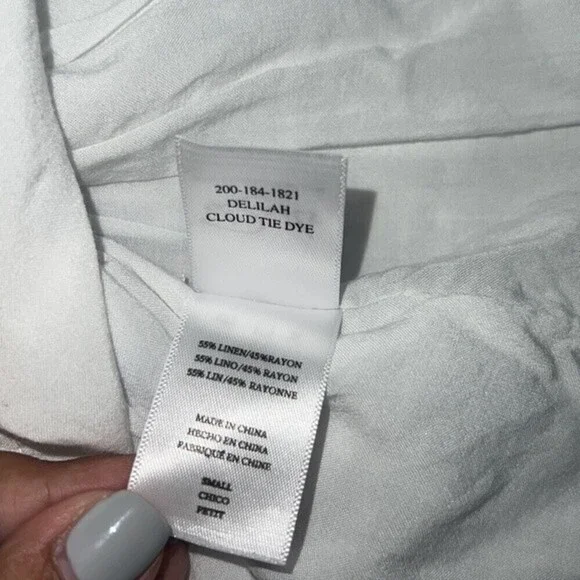 200-184-1821
DELILAH
CLOUD TIE DYE
55% LINEN/45%RAYON
55% LINO/45% RAYON
55% LIN/45% RAYONNE
MADE IN CHINA
HECHO EN CHINA
FABRIQUÉ EN CHINE
SMALL
CHICO
PETIT